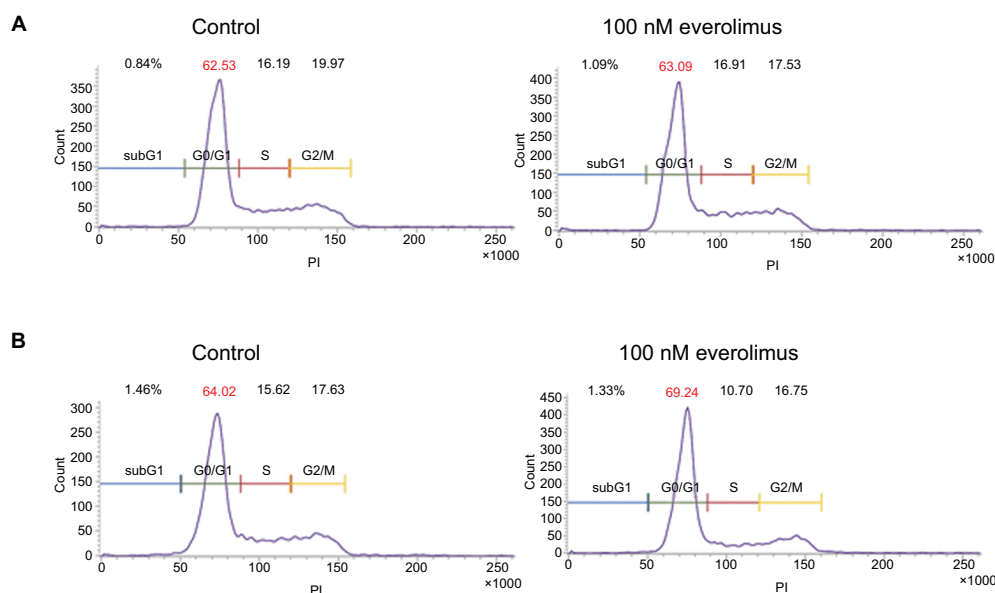 A
Control
0.84% 62.53 16.19 19.97
350
300
250
200
150
100
50
0
Count
subG1 G0/G1 S G2/M
0 50 100 150 200 250
×1000
PI
100 nM everolimus
1.09% 63.09 16.91 17.53
400
350
300
250
200
150
100
50
0
Count
subG1 G0/G1 S G2/M
0 50 100 150 200 250
×1000
PI
B
Control
1.46% 64.02 15.62 17.63
300
250
200
150
100
50
0
Count
subG1 G0/G1 S G2/M
0 50 100 150 200 250
×1000
PI
100 nM everolimus
1.33% 69.24 10.70 16.75
450
400
350
300
250
200
150
100
50
0
Count
subG1 G0/G1 S G2/M
0 50 100 150 200 250
×1000
PI